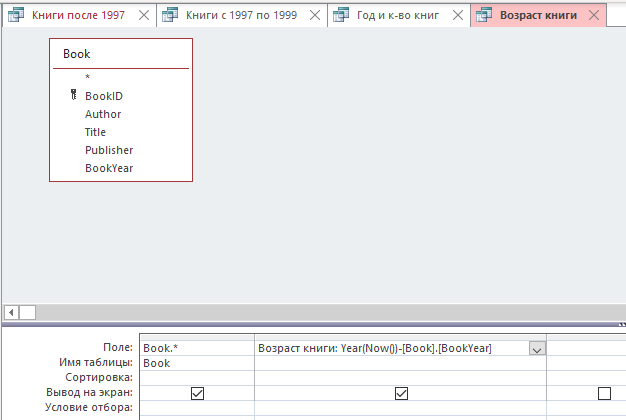 Книги после 1997 Книги с 1997 по 1999 Год и к-во книг Возраст книги
Book
*
BookID
Author
Title
Publisher
BookYear
Поле: Book.* Возраст книги: Year(Now())-[Book].[BookYear]
Имя таблицы: Book
Сортировка:
Вывод на экран:
Условие отбора: